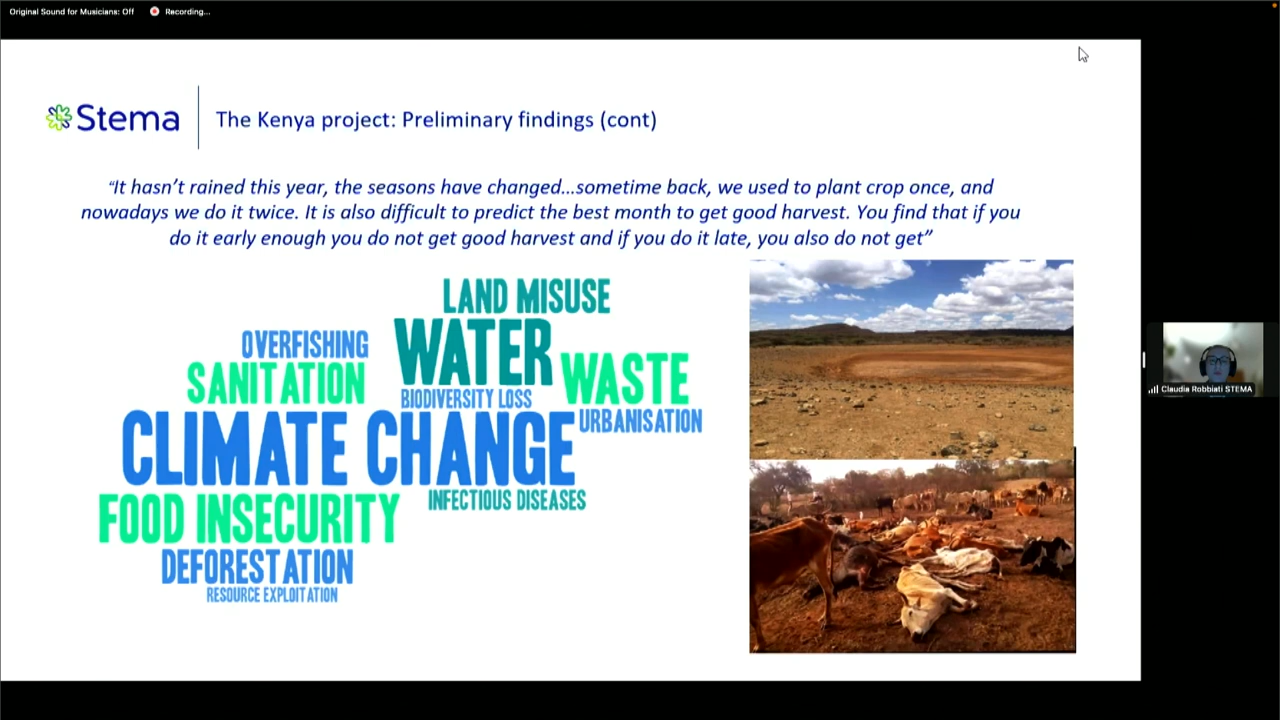 Original Sound for Musicians: Off
Recording...
Stema
The Kenya project: Preliminary findings (cont)
“It hasn’t rained this year, the seasons have changed…sometime back, we used to plant crop once, and
nowadays we do it twice. It is also difficult to predict the best month to get good harvest. You find that if you
do it early enough you do not get good harvest and if you do it late, you also do not get”
LAND MISUSE
OVERFISHING
WATER
SANITATION
WASTE
BIODIVERSITY LOSS
URBANISATION
CLIMATE CHANGE
INFECTIOUS DISEASES
FOOD INSECURITY
DEFORESTATION
RESOURCE EXPLOITATION
Claudia Robbiati STEMA